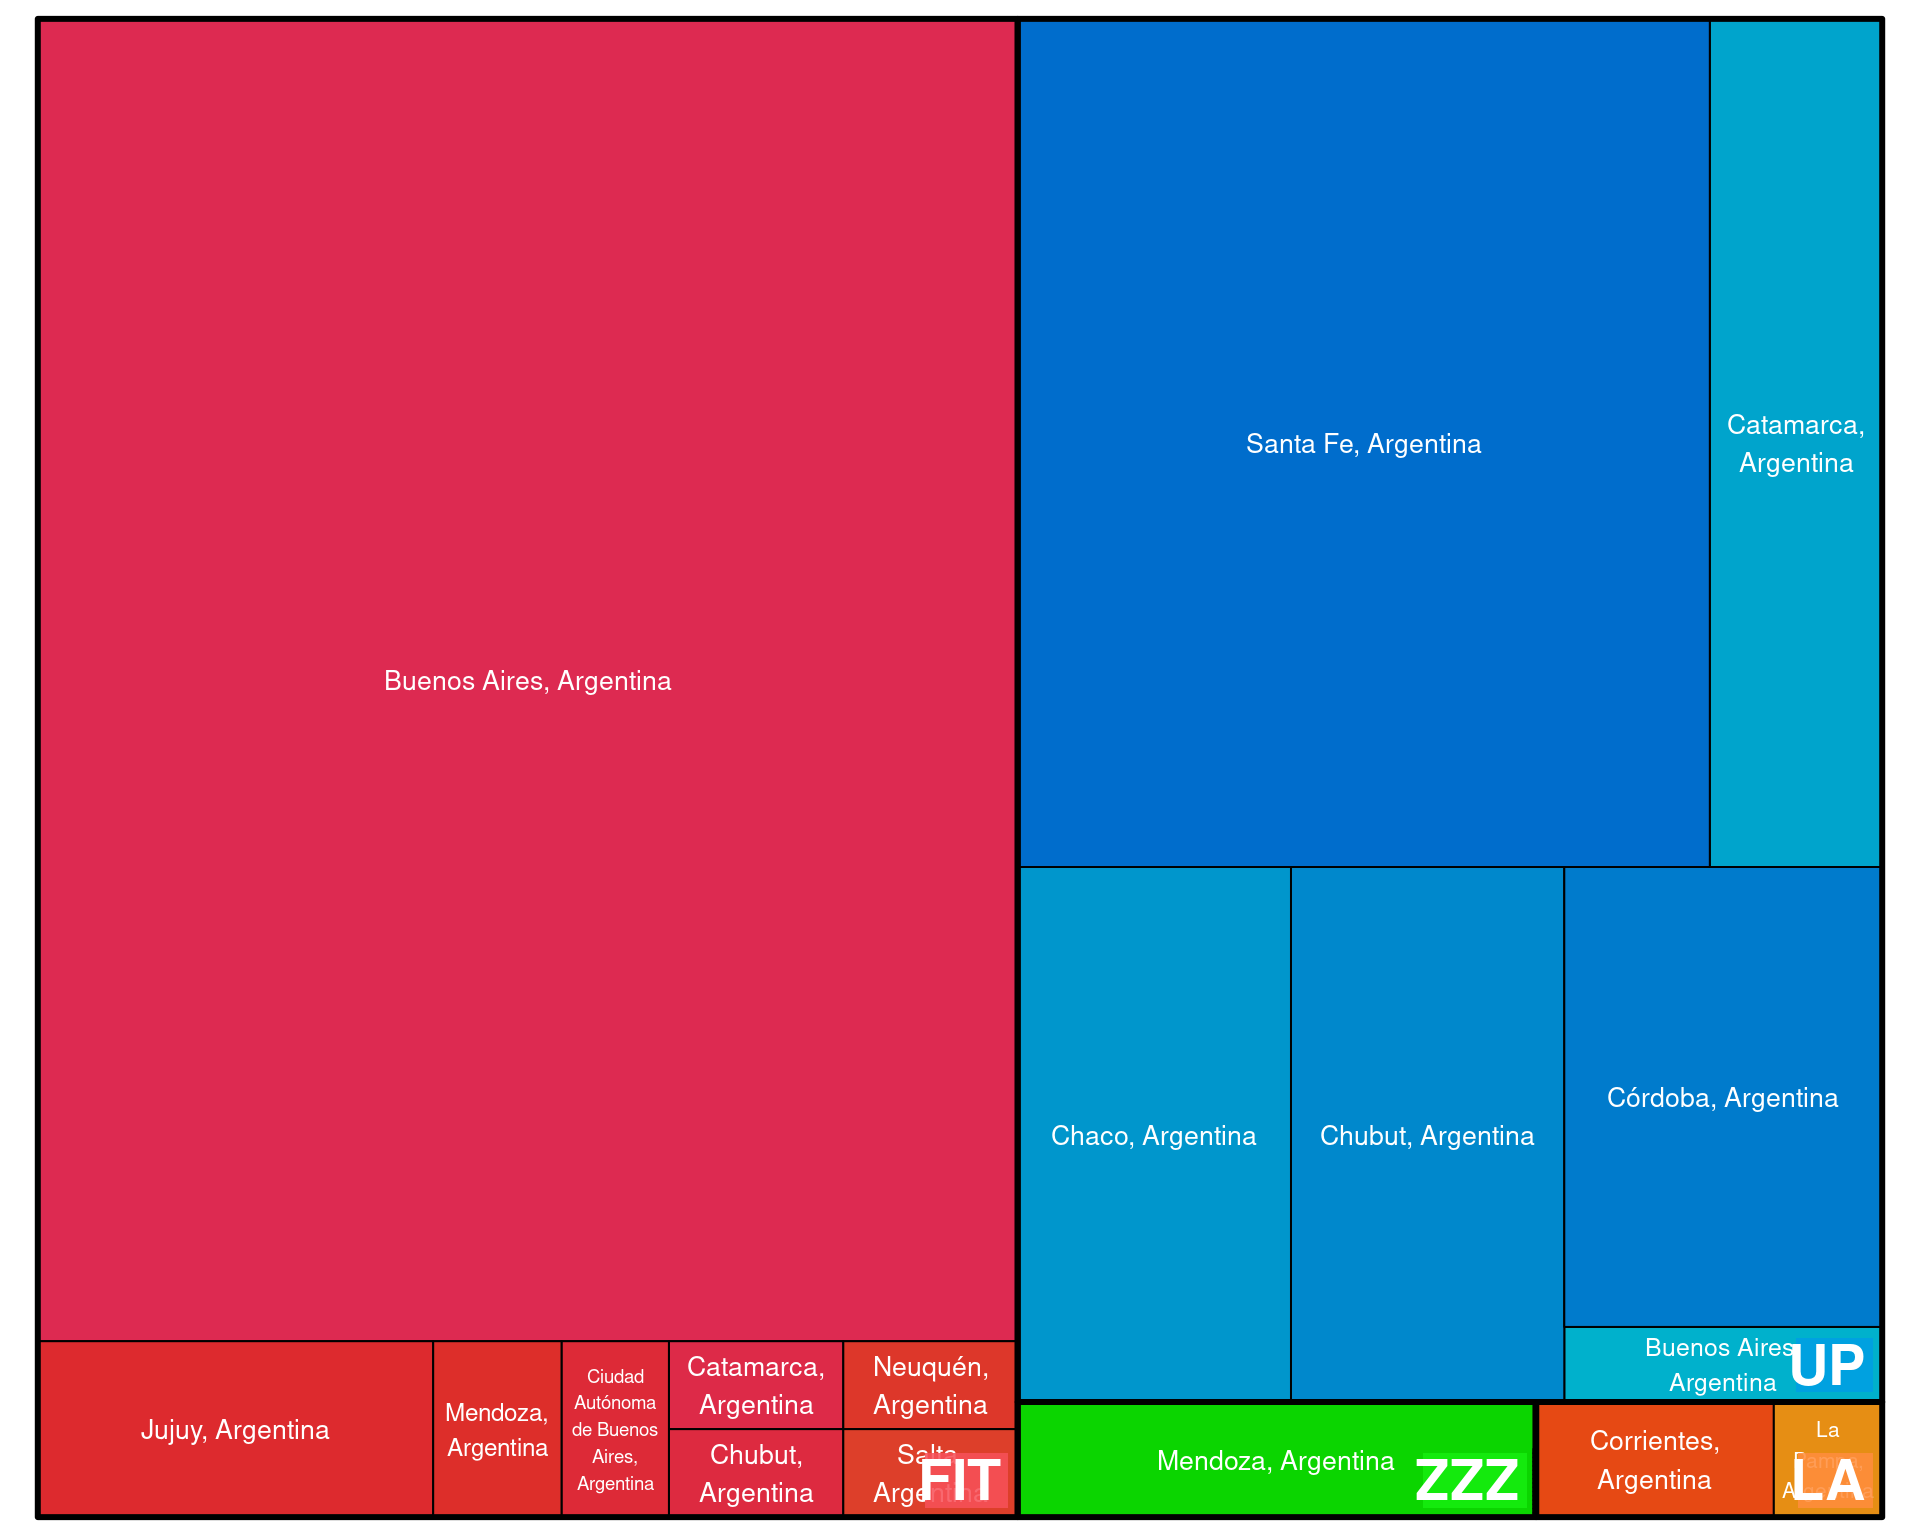 Buenos Aires, Argentina
Jujuy, Argentina
Mendoza,
Argentina
Ciudad
Autónoma
de Buenos
Aires,
Argentina
Catamarca,
Argentina
Chubut,
Argentina
Neuquén,
Argentina
Salta,
Argentina
FIT
Santa Fe, Argentina
Catamarca,
Argentina
Chaco, Argentina
Chubut, Argentina
Córdoba, Argentina
Buenos Aires,
Argentina
UP
Mendoza, Argentina
ZZZ
Corrientes,
Argentina
La
Pampa,
Argentina
LA